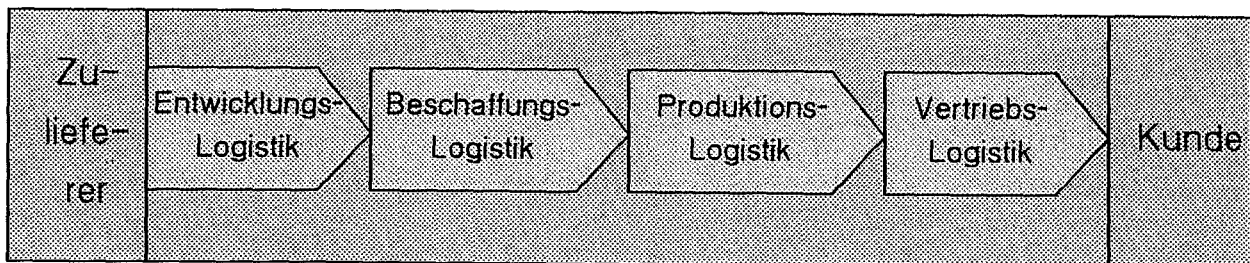 Zu-
liefe-
rer
Entwicklungs-
Logistik
Beschaffungs-
Logistik
Produktions-
Logistik
Vertriebs-
Logistik
Kunde